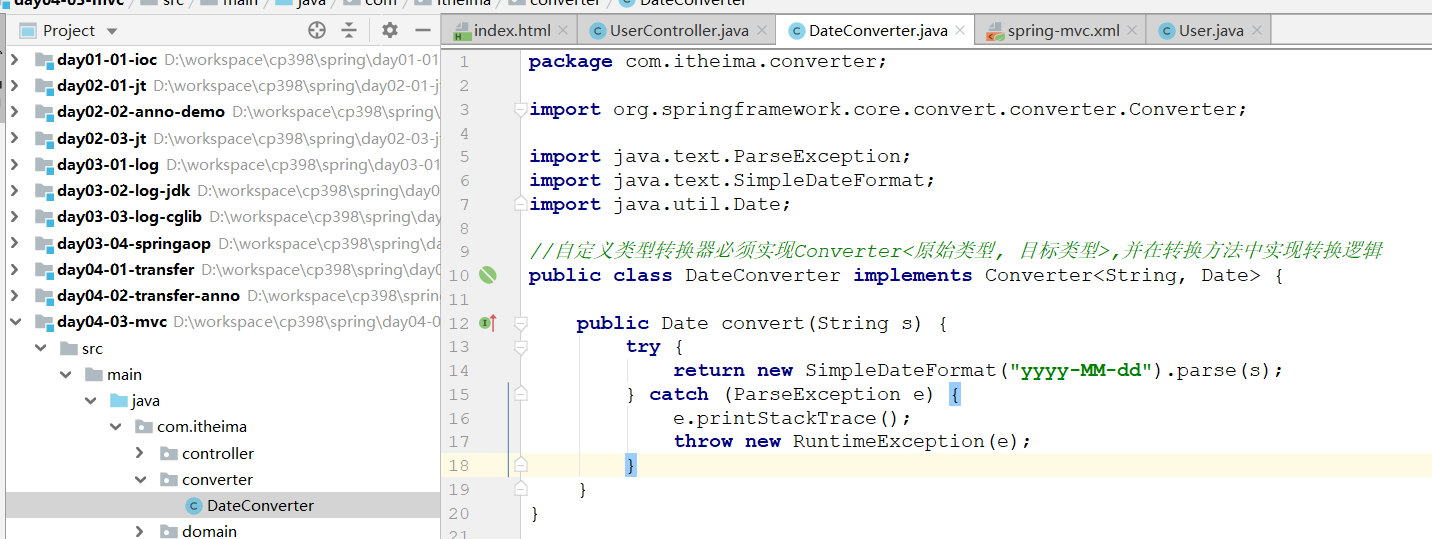 day04-03-mvc src main java com itheima converter DateConverter
Project
index.html UserController.java DateConverter.java spring-mvc.xml User.java
day01-01-ioc D:\workspace\cp398\spring\day01-01
day02-01-jt D:\workspace\cp398\spring\day02-01-j
day02-02-anno-demo D:\workspace\cp398\spring
day02-03-jt D:\workspace\cp398\spring\day02-03-j
day03-01-log D:\workspace\cp398\spring\day03-01
day03-02-log-jdk D:\workspace\cp398\spring\day0
day03-03-log-cglib D:\workspace\cp398\spring\day
day03-04-springaop D:\workspace\cp398\spring\d
day04-01-transfer D:\workspace\cp398\spring\day
day04-02-transfer-anno D:\workspace\cp398\spri
day04-03-mvc D:\workspace\cp398\spring\day04-0
src
main
java
com.itheima
controller
converter
DateConverter
domain
1 package com.itheima.converter;
2
3 import org.springframework.core.convert.converter.Converter;
4
5 import java.text.ParseException;
6 import java.text.SimpleDateFormat;
7 import java.util.Date;
8
9 //自定义类型转换器必须实现Converter<原始类型, 目标类型>,并在转换方法中实现转换逻辑
10 public class DateConverter implements Converter<String, Date> {
11
12 public Date convert(String s) {
13 try {
14 return new SimpleDateFormat("yyyy-MM-dd").parse(s);
15 } catch (ParseException e) {
16 e.printStackTrace();
17 throw new RuntimeException(e);
18 }
19 }
20 }
21